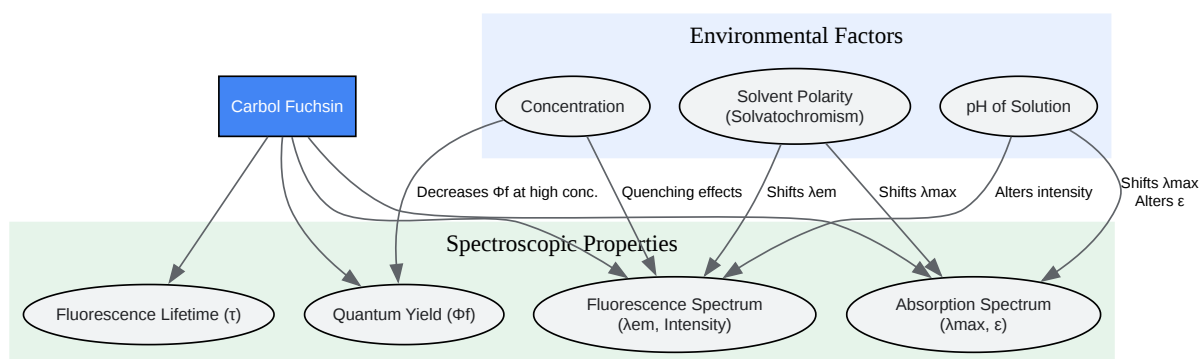 Environmental Factors
Carbol Fuchsin
Concentration
Solvent Polarity
(Solvatochromism)
pH of Solution
Decreases Φf at high conc.
Quenching effects
Shifts λem
Shifts λmax
Alters intensity
Shifts λmax
Alters ε
Spectroscopic Properties
Fluorescence Lifetime (τ)
Quantum Yield (Φf)
Fluorescence Spectrum
(λem, Intensity)
Absorption Spectrum
(λmax, ε)